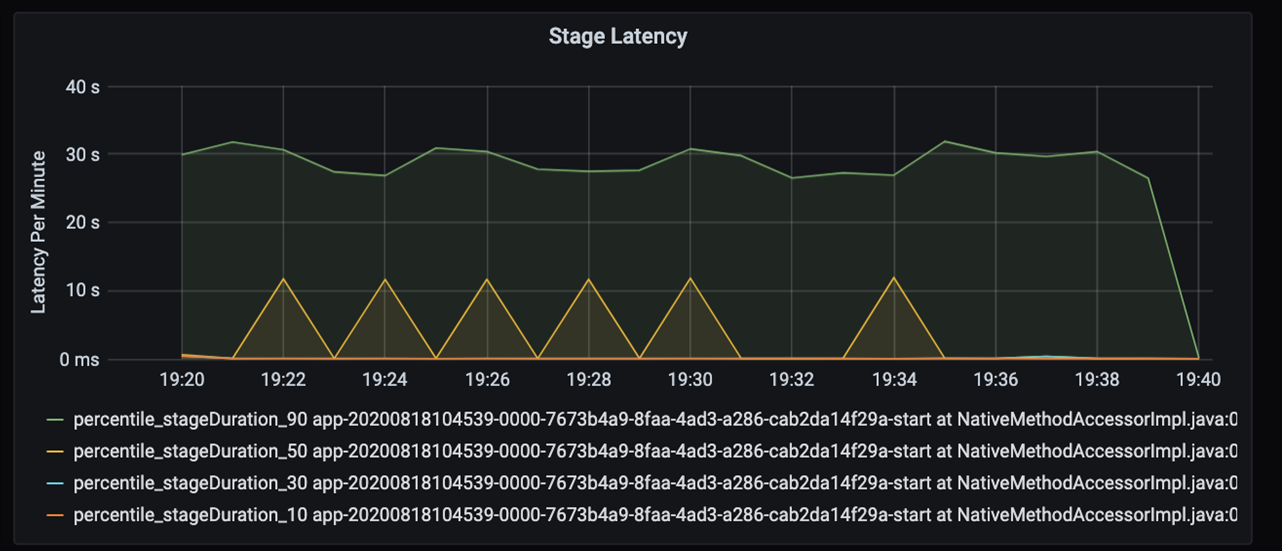 Stage Latency
40 s
30 s
20 s
10 s
0 ms
Latency Per Minute
19:20 19:22 19:24 19:26 19:28 19:30 19:32 19:34 19:36 19:38 19:40
percentile_stageDuration_90 app-20200818104539-0000-7673b4a9-8faa-4ad3-a286-cab2da14f29a-start at NativeMethodAccessorImpl.java:0
percentile_stageDuration_50 app-20200818104539-0000-7673b4a9-8faa-4ad3-a286-cab2da14f29a-start at NativeMethodAccessorImpl.java:0
percentile_stageDuration_30 app-20200818104539-0000-7673b4a9-8faa-4ad3-a286-cab2da14f29a-start at NativeMethodAccessorImpl.java:0
percentile_stageDuration_10 app-20200818104539-0000-7673b4a9-8faa-4ad3-a286-cab2da14f29a-start at NativeMethodAccessorImpl.java:0